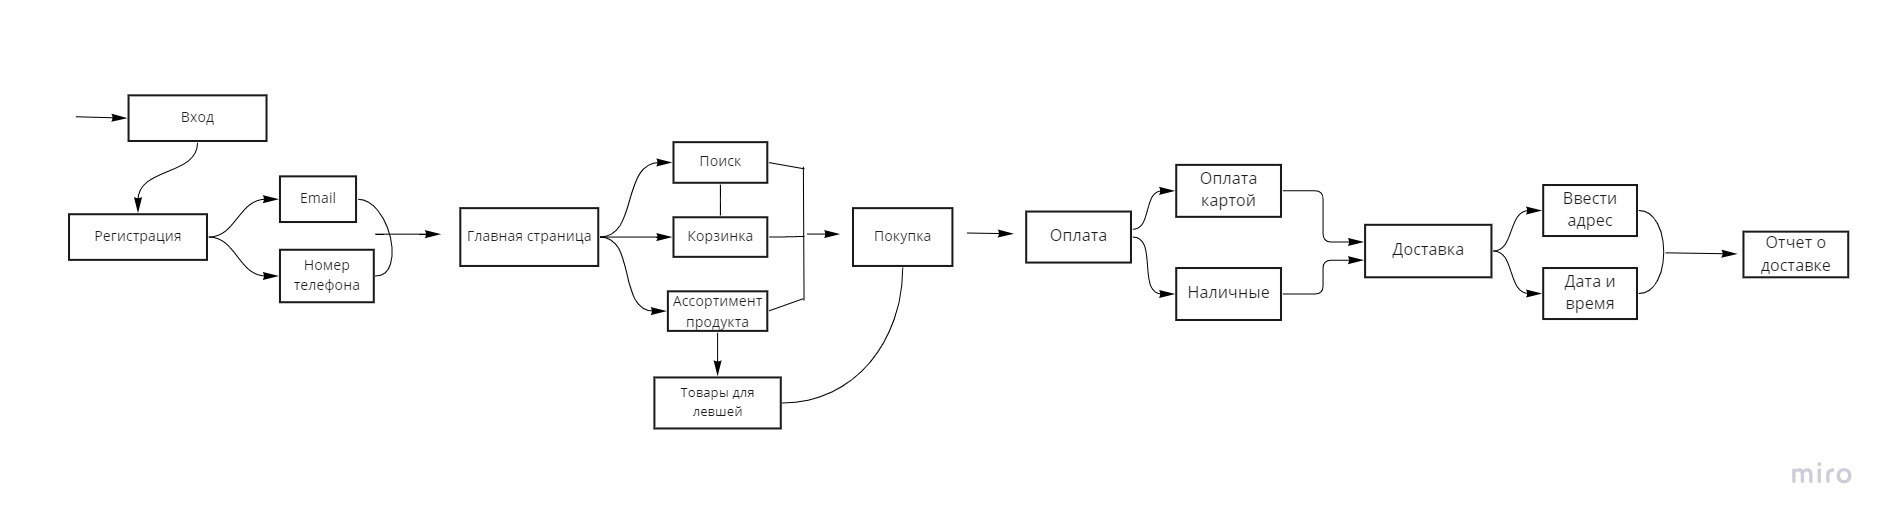 Вход
Регистрация
Email
Номер
телефона
Главная страница
Поиск
Корзинка
Ассортимент
продукта
Товары для
левшей
Покупка
Оплата
Оплата
картой
Наличные
Доставка
Ввести
адрес
Дата и
время
Отчет о
доставке
miro